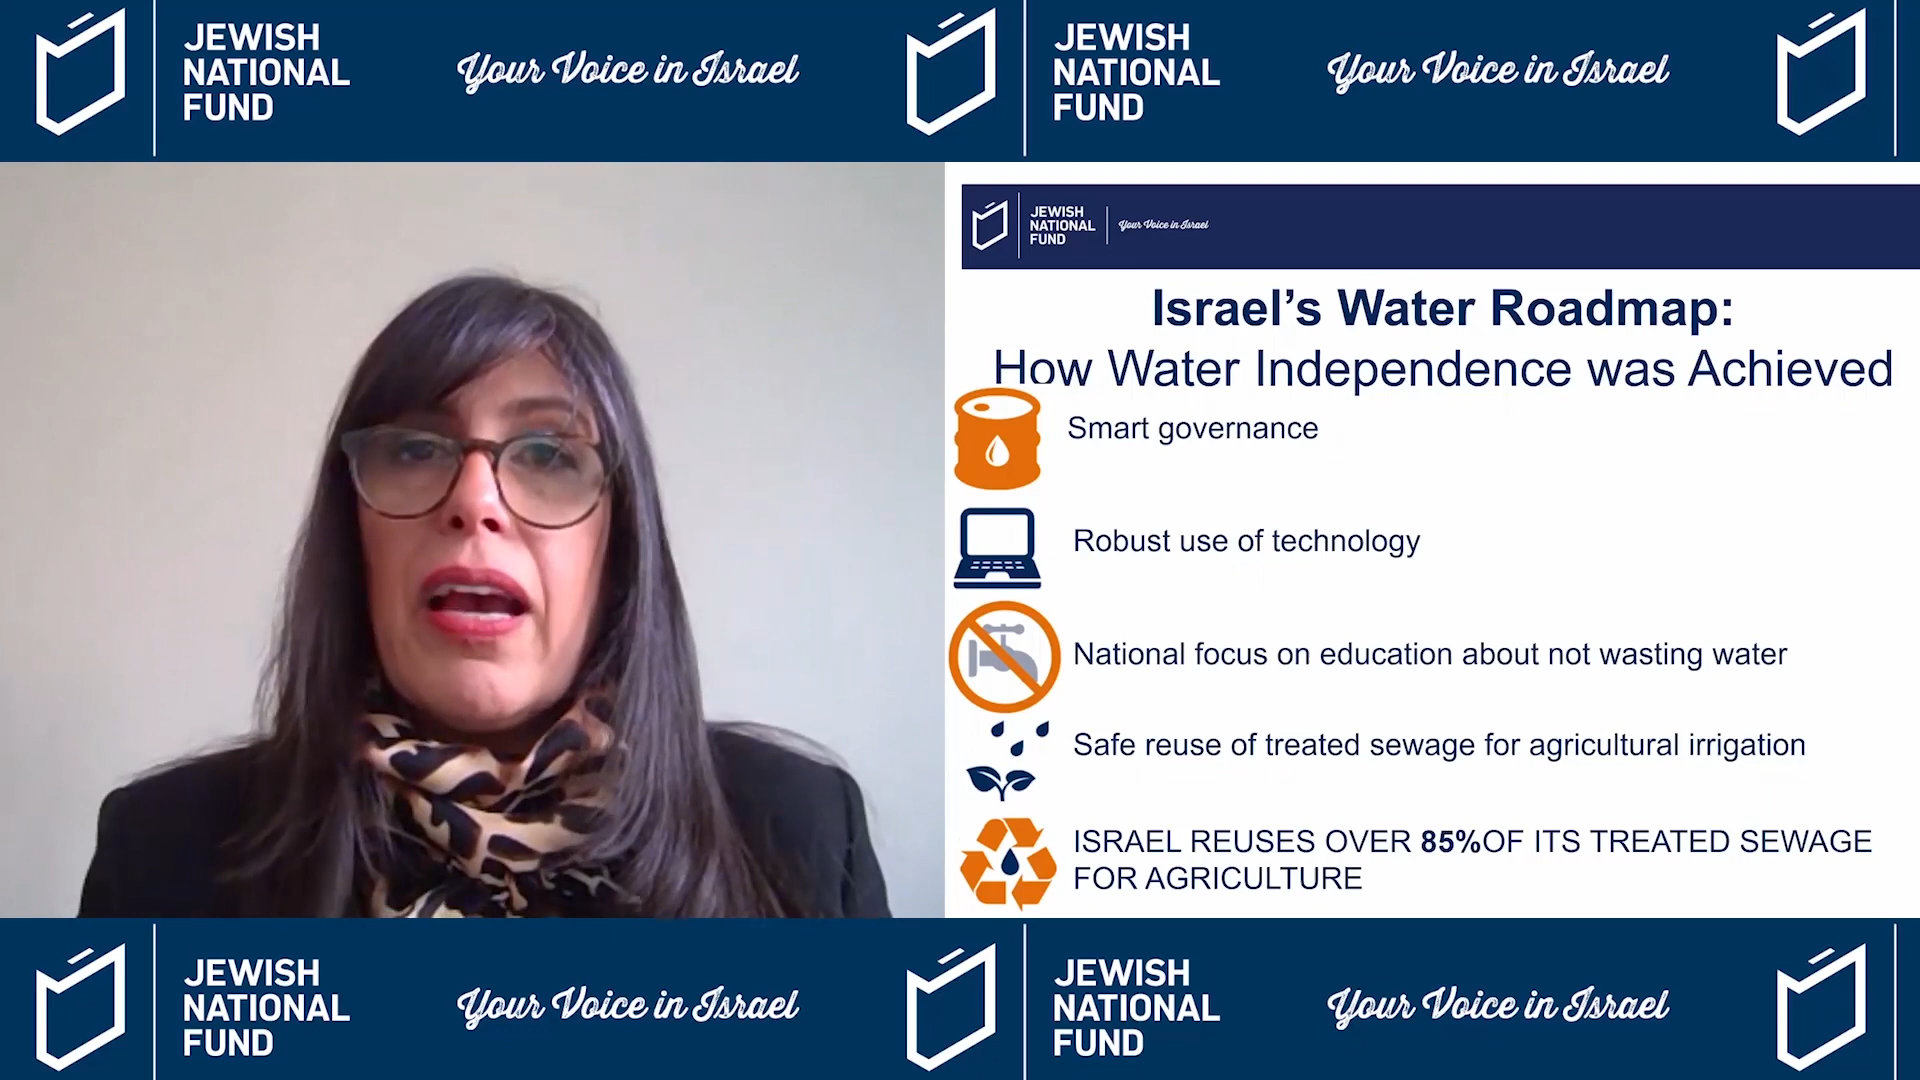 JEWISH
NATIONAL
FUND
Your Voice in Israel
JEWISH
NATIONAL
FUND
Your Voice in Israel
JEWISH
NATIONAL
FUND
Your Voice in Israel
Israel’s Water Roadmap:
How Water Independence was Achieved
Smart governance
Robust use of technology
National focus on education about not wasting water
Safe reuse of treated sewage for agricultural irrigation
ISRAEL REUSES OVER 85%OF ITS TREATED SEWAGE
FOR AGRICULTURE
JEWISH
NATIONAL
FUND
Your Voice in Israel
JEWISH
NATIONAL
FUND
Your Voice in Israel